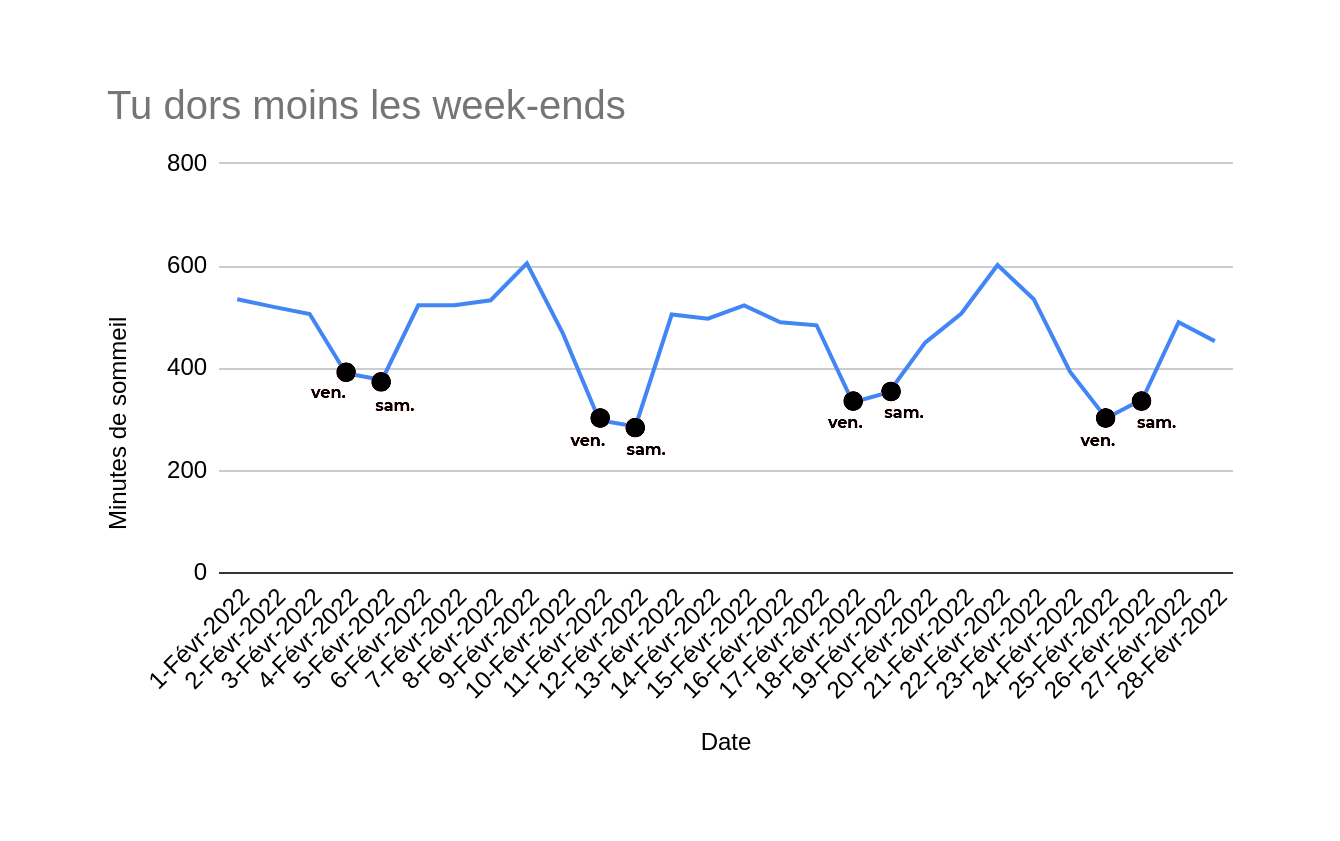 Tu dors moins les week-ends
800
600
400
200
0
Minutes de sommeil
ven.
sam.
ven.
sam.
ven.
sam.
ven.
sam.
1-Févr-2022
2-Févr-2022
3-Févr-2022
4-Févr-2022
5-Févr-2022
6-Févr-2022
7-Févr-2022
8-Févr-2022
9-Févr-2022
10-Févr-2022
11-Févr-2022
12-Févr-2022
13-Févr-2022
14-Févr-2022
15-Févr-2022
16-Févr-2022
17-Févr-2022
18-Févr-2022
19-Févr-2022
20-Févr-2022
21-Févr-2022
22-Févr-2022
23-Févr-2022
24-Févr-2022
25-Févr-2022
26-Févr-2022
27-Févr-2022
28-Févr-2022
Date